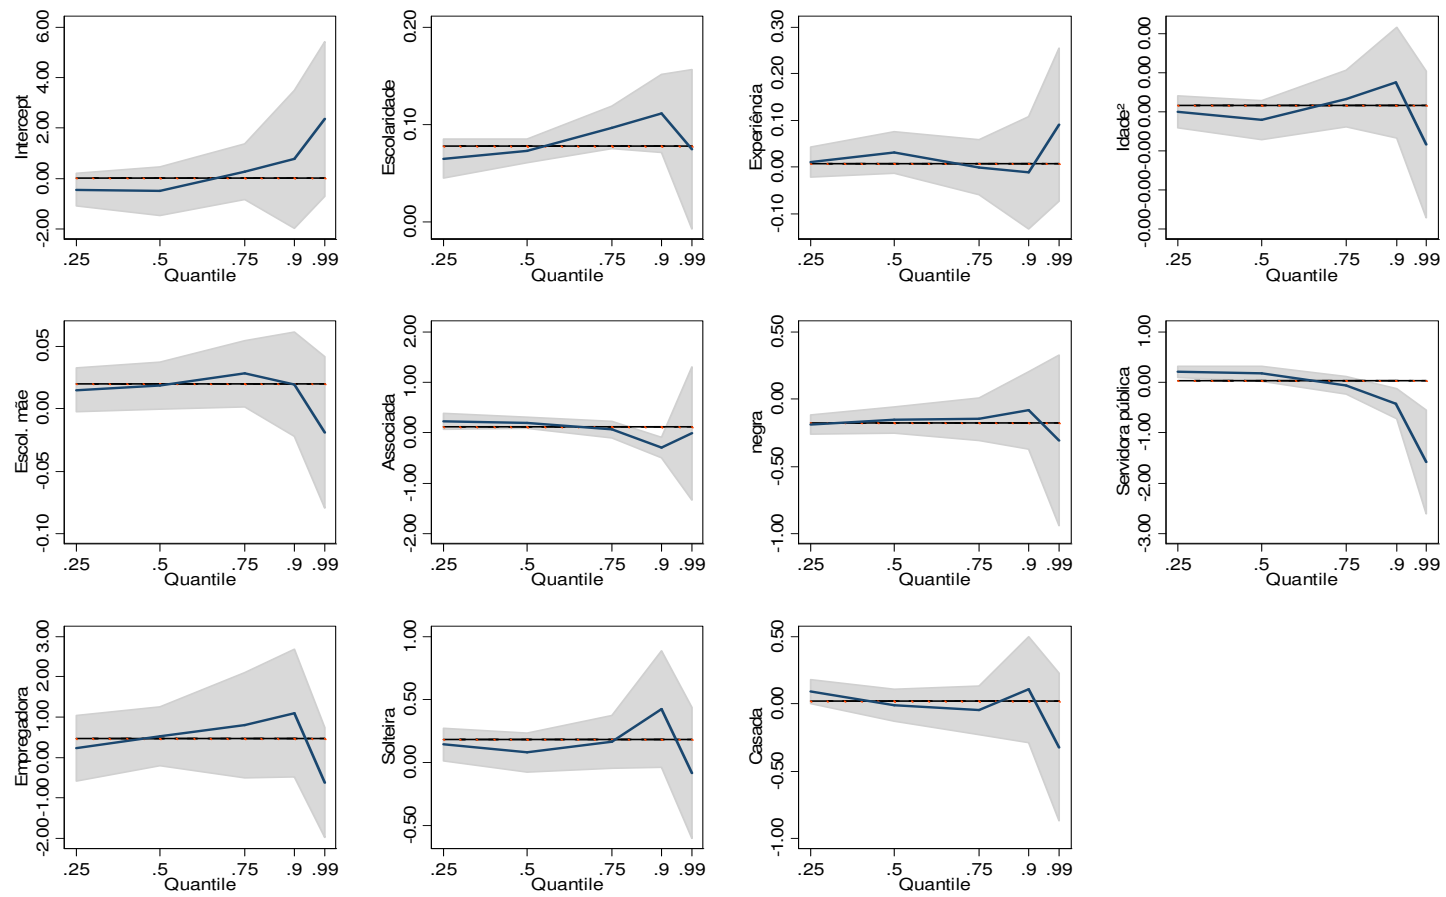 Intercept
-2.00 0.00 2.00 4.00 6.00
.25 .5 .75 .9 .99
Quantile
Escolaridade
0.00 0.10 0.20
.25 .5 .75 .9 .99
Quantile
Experiência
-0.10 0.00 0.10 0.20 0.30
.25 .5 .75 .9 .99
Quantile
Idade²
-0.00 -0.00 -0.00 0.00 0.00 0.00
.25 .5 .75 .9 .99
Quantile
Escol. mãe
-0.10 -0.05 0.00 0.05
.25 .5 .75 .9 .99
Quantile
Associada
-2.00 -1.00 0.00 1.00 2.00
.25 .5 .75 .9 .99
Quantile
negra
-1.00 -0.50 0.00 0.50
.25 .5 .75 .9 .99
Quantile
Servidora pública
-3.00 -2.00 -1.00 0.00 1.00
.25 .5 .75 .9 .99
Quantile
Empregadora
-2.00 -1.00 0.00 1.00 2.00 3.00
.25 .5 .75 .9 .99
Quantile
Solteira
-0.50 0.00 0.50 1.00
.25 .5 .75 .9 .99
Quantile
Casada
-1.00 -0.50 0.00 0.50
.25 .5 .75 .9 .99
Quantile